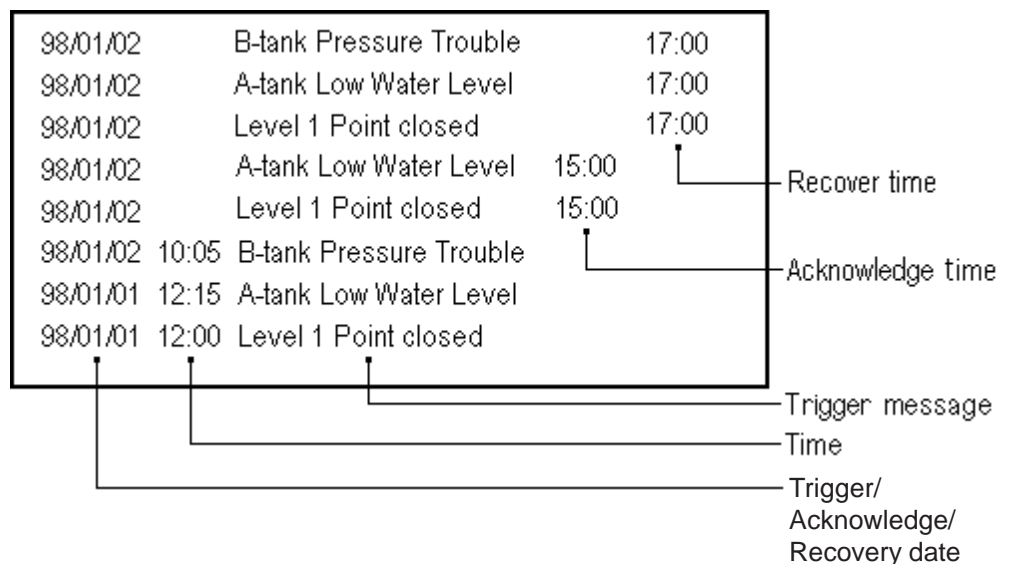 98/01/02 B-tank Pressure Trouble 17:00
98/01/02 A-tank Low Water Level 17:00
98/01/02 Level 1 Point closed 17:00
98/01/02 A-tank Low Water Level 15:00
98/01/02 Level 1 Point closed 15:00
98/01/02 10:05 B-tank Pressure Trouble
98/01/01 12:15 A-tank Low Water Level
98/01/01 12:00 Level 1 Point closed
Recover time
Acknowledge time
Trigger message
Time
Trigger/
Acknowledge/
Recovery date